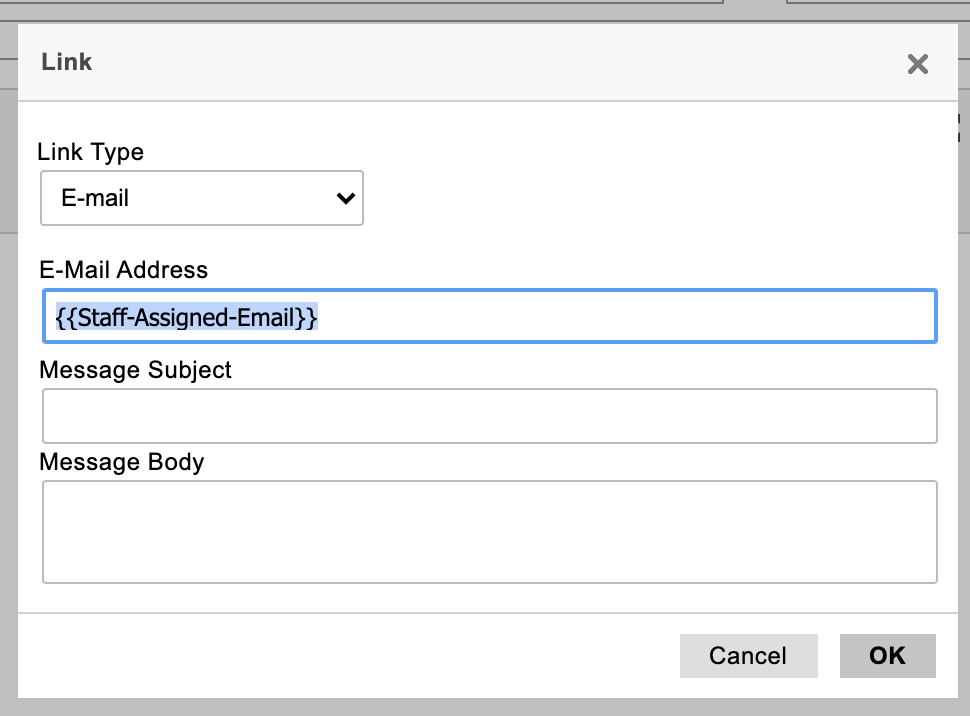 Link
Link Type
E-mail
E-Mail Address
{{Staff-Assigned-Email}}
Message Subject
Message Body
Cancel
OK